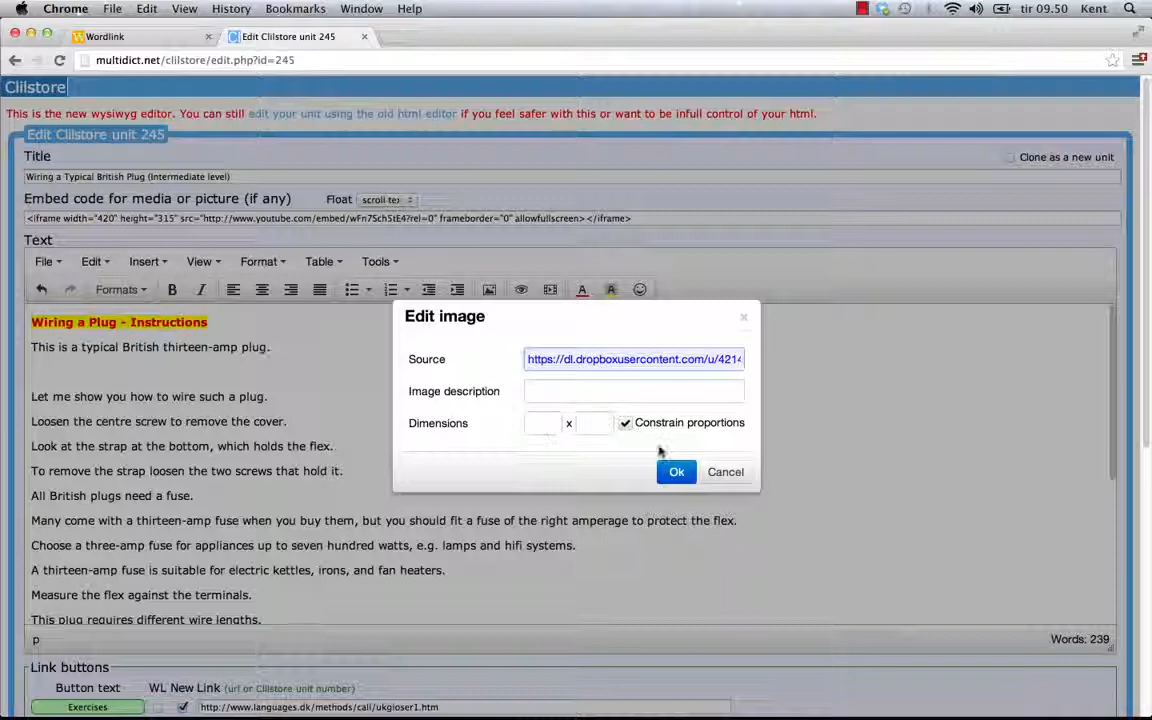 Chrome File Edit View History Bookmarks Window Help tir 09.50 Kent
Wordlink × Edit Clilstore unit 245 ×
multidict.net/clilstore/edit.php?id=245
Clilstore
This is the new wysiwyg editor. You can still edit your unit using the old html editor if you feel safer with this or want to be infull control of your html.
Edit Clilstore unit 245
Title
Clone as a new unit
Wiring a Typical British Plug (Intermediate level)
Embed code for media or picture (if any) Float scroll tex
<iframe width="420" height="315" src="http://www.youtube.com/embed/wFn7Sch5tE4?rel=0" frameborder="0" allowfullscreen></iframe>
Text
File Edit Insert View Format Table Tools
Formats B I A A
Wiring a Plug - Instructions
This is a typical British thirteen-amp plug.
Let me show you how to wire such a plug.
Loosen the centre screw to remove the cover.
Look at the strap at the bottom, which holds the flex.
To remove the strap loosen the two screws that hold it.
All British plugs need a fuse.
Many come with a thirteen-amp fuse when you buy them, but you should fit a fuse of the right amperage to protect the flex.
Choose a three-amp fuse for appliances up to seven hundred watts, e.g. lamps and hifi systems.
A thirteen-amp fuse is suitable for electric kettles, irons, and fan heaters.
Measure the flex against the terminals.
This plug requires different wire lengths.
Edit image ×
Source https://dl.dropboxusercontent.com/u/4214
Image description
Dimensions x Constrain proportions
Ok Cancel
p Words: 239
Link buttons
Button text WL New Link (url or Clilstore unit number)
Exercises http://www.languages.dk/methods/call/ukgioser1.htm